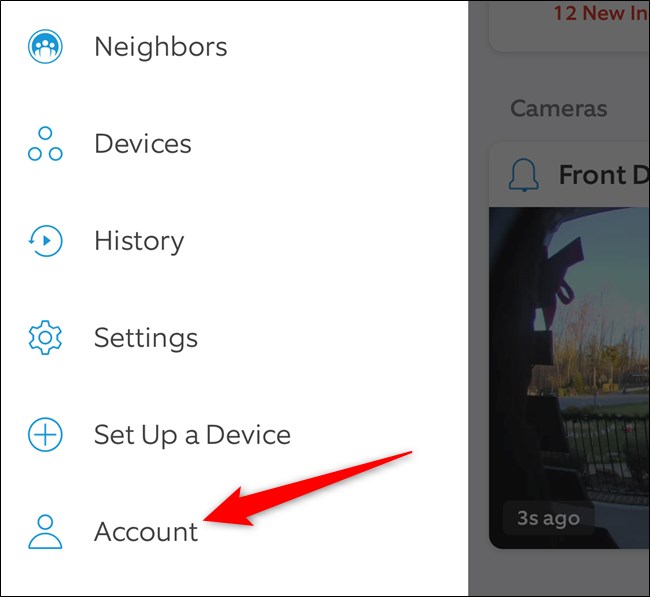 Neighbors
Devices
History
Settings
Set Up a Device
Account
12 New In
Cameras
Front D
3s ago